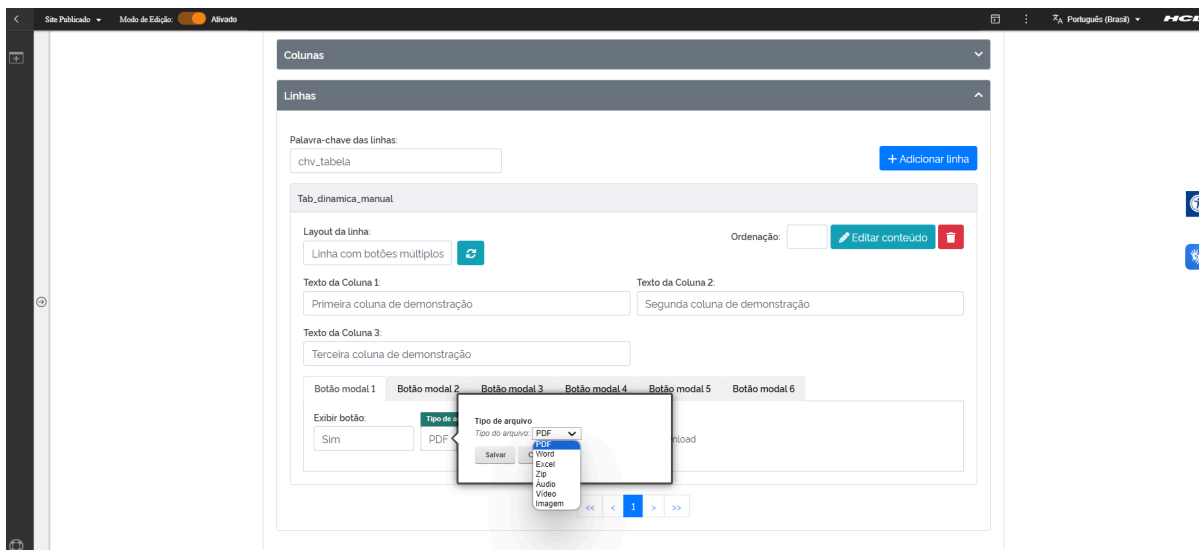 Site Publicado
Modo de Edição:
Ativado
Português (Brasil)
Colunas
Linhas
Palavra-chave das linhas:
chv_tabela
+ Adicionar linha
Tab_dinamica_manual
Layout da linha:
Linha com botões múltiplos
Ordenação:
Editar conteúdo
Texto da Coluna 1:
Texto da Coluna 2:
Primeira coluna de demonstração
Segunda coluna de demonstração
Texto da Coluna 3:
Terceira coluna de demonstração
Botão modal 1
Botão modal 2
Botão modal 3
Botão modal 4
Botão modal 5
Botão modal 6
Exibir botão:
Tipo de a
Sim
PDF
Tipo de arquivo
Tipo do arquivo: PDF
Salvar
PDF
Word
Excel
Zip
Áudio
Vídeo
Imagem
<< < 1 > >>